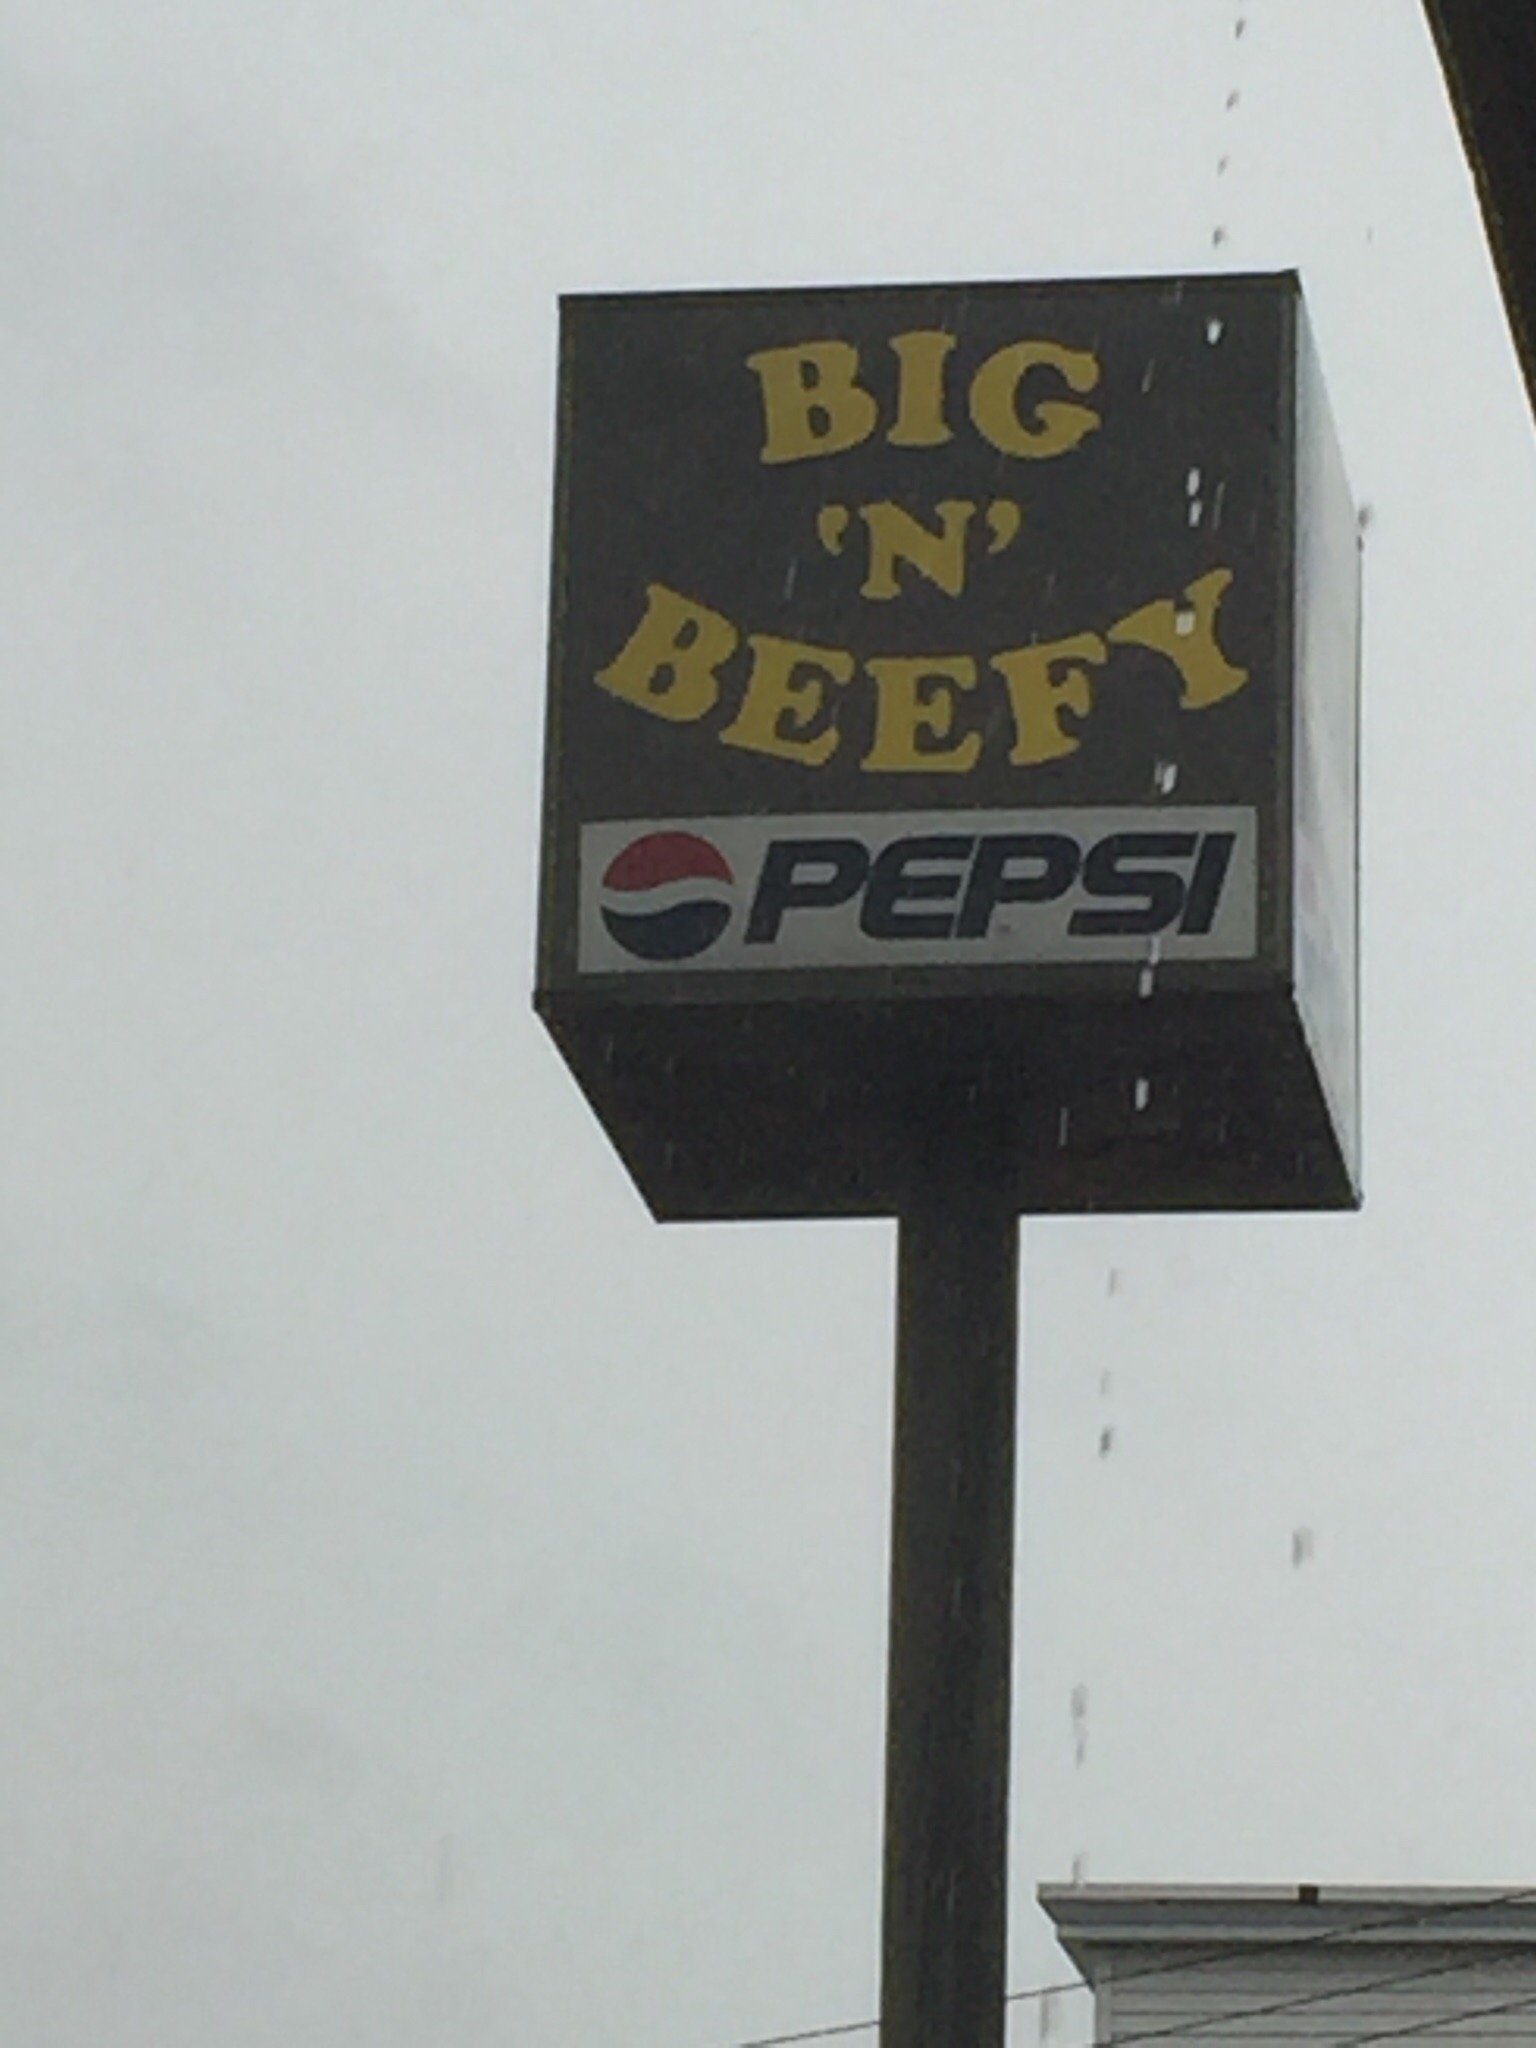 BIG
'N'
BEEFY
PEPSI